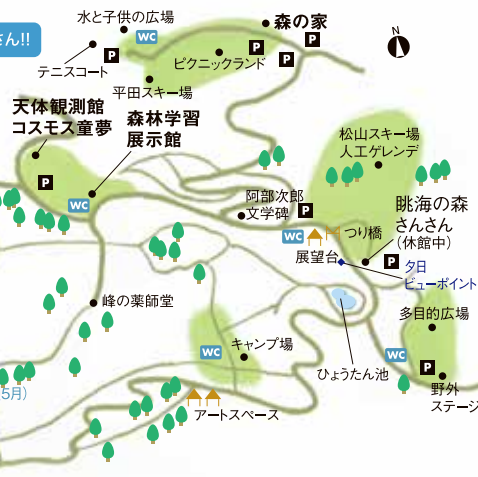 さん!!
水と子供の広場
WC
森の家
N
P
P
P
P
テニスコート
ピクニックランド
平田スキー場
天体観測館
コスモス童夢
森林学習
展示館
松山スキー場
人工ゲレンデ
P
WC
阿部次郎
文学碑
P
眺海の森
さんさん
(休館中)
WC
つり橋
展望台
P
夕日
ビューポイント
峰の薬師堂
多目的広場
WC
キャンプ場
ひょうたん池
WC
P
野外
ステージ
5月)
アートスペース